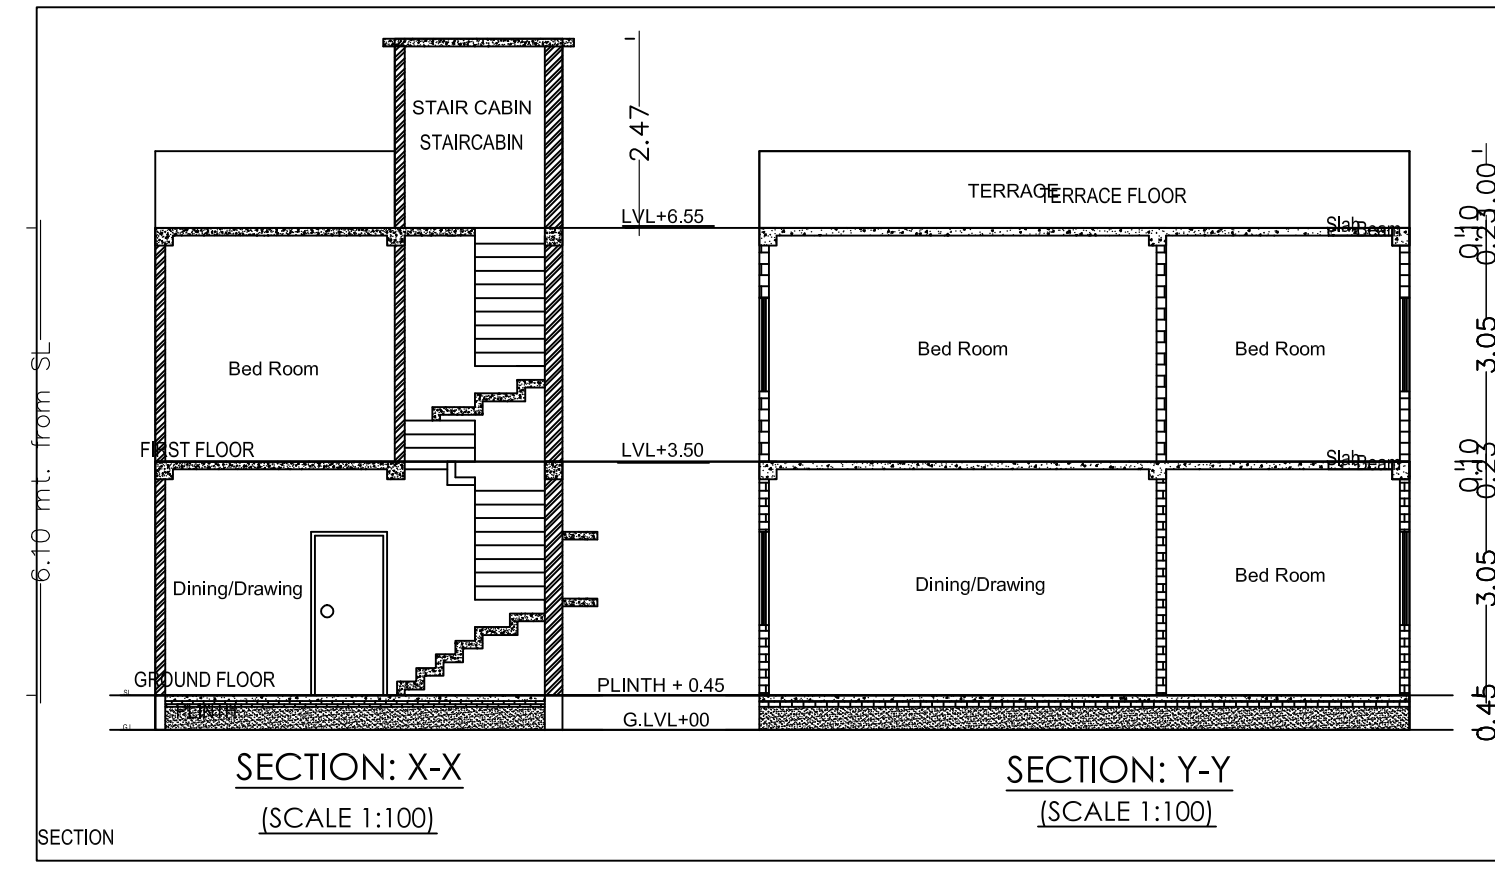 STAIR CABIN
STAIRCABIN
2.47
TERRACE
TERRACE FLOOR
1.00
LVL+6.55
Slab
Beam
0.10
0.25
6.10 mt. from SL
Bed Room
Bed Room
Bed Room
3.05
FIRST FLOOR
LVL+3.50
Slab
Beam
0.10
0.25
Dining/Drawing
Dining/Drawing
Bed Room
3.05
GROUND FLOOR
PLINTH + 0.45
PLINTH
G.LVL+00
0.45
SECTION: X-X
(SCALE 1:100)
SECTION: Y-Y
(SCALE 1:100)
SECTION